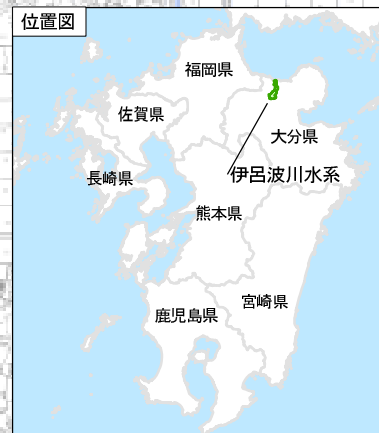 位置図
福岡県
佐賀県
大分県
長崎県
伊呂波川水系
熊本県
宮崎県
鹿児島県